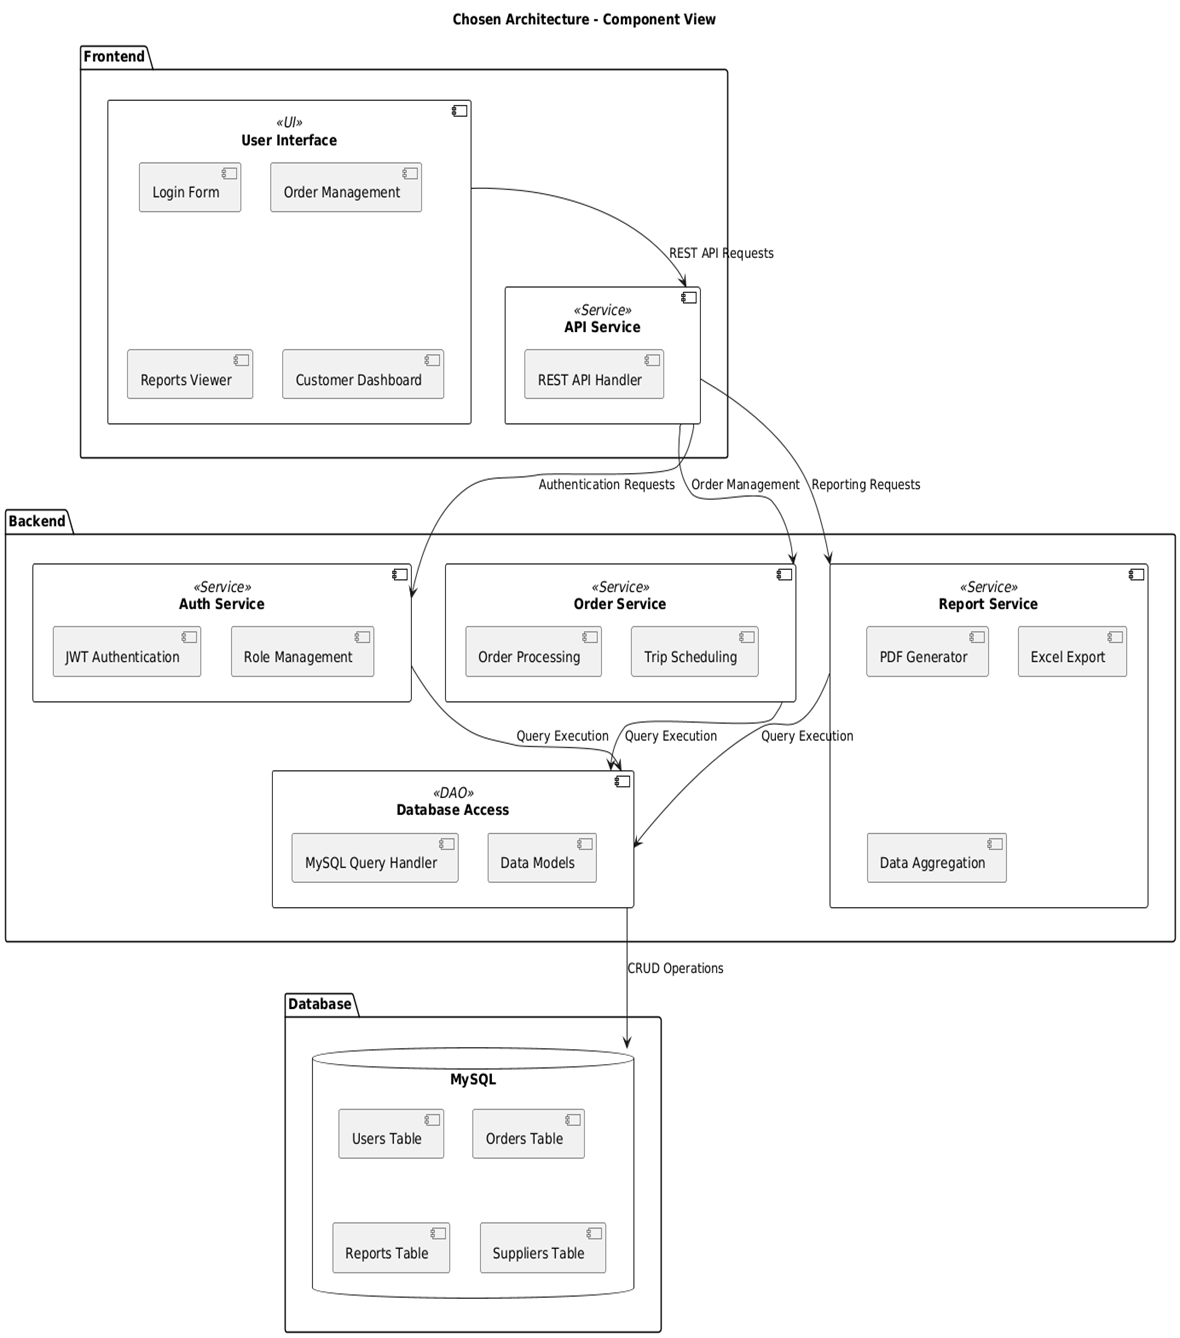 Chosen Architecture - Component View
Frontend
«UI»
User Interface
Login Form
Order Management
REST API Requests
«Service»
API Service
REST API Handler
Reports Viewer
Customer Dashboard
Authentication Requests
Order Management
Reporting Requests
Backend
«Service»
Auth Service
JWT Authentication
Role Management
«Service»
Order Service
Order Processing
Trip Scheduling
«Service»
Report Service
PDF Generator
Excel Export
Data Aggregation
Query Execution
Query Execution
Query Execution
«DAO»
Database Access
MySQL Query Handler
Data Models
CRUD Operations
Database
MySQL
Users Table
Orders Table
Reports Table
Suppliers Table